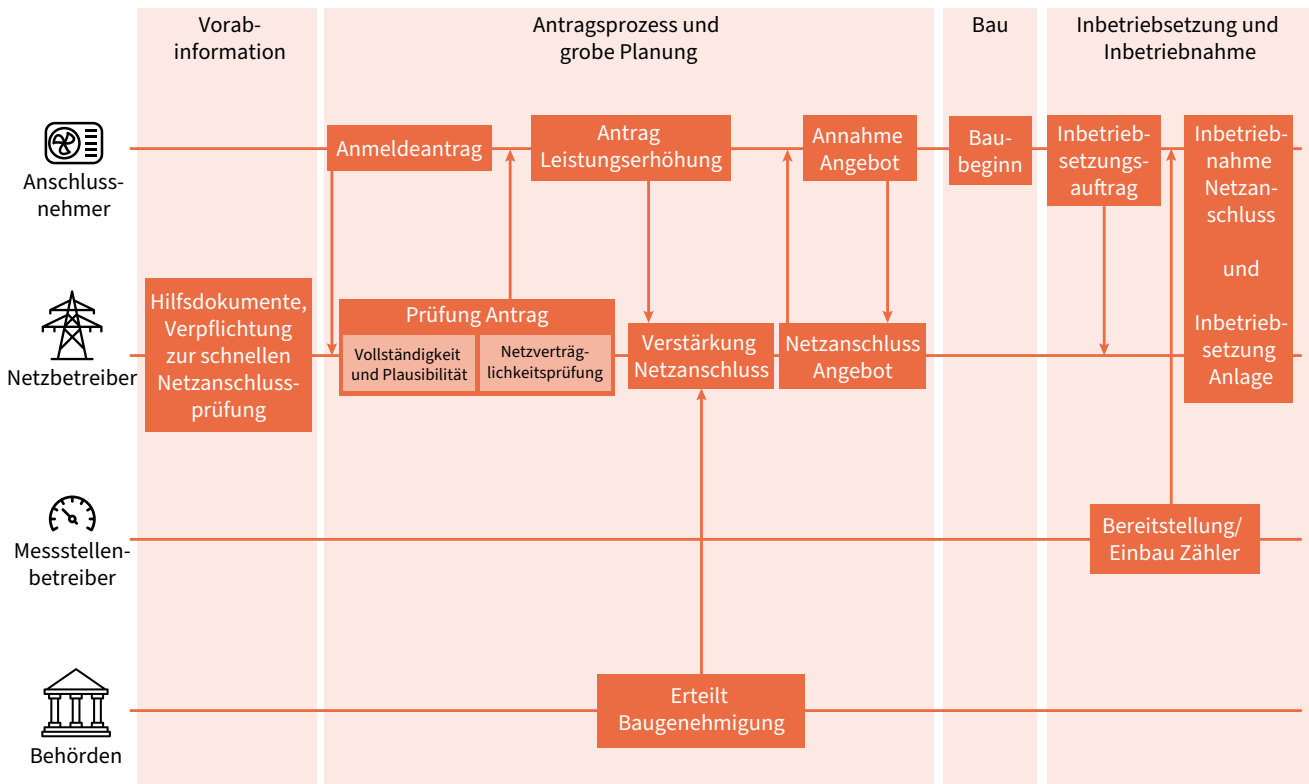 Vorab-
information
Antragsprozess und
grobe Planung
Bau
Inbetriebsetzung und
Inbetriebnahme
Anschluss-
nehmer
Anmeldeantrag
Antrag
Leistungserhöhung
Annahme
Angebot
Bau-
beginn
Inbetrieb-
setzungs-
auftrag
Inbetrieb-
nahme
Netzan-
schluss
und
Inbetrieb-
setzung
Anlage
Netzbetreiber
Hilfsdokumente,
Verpflichtung
zur schnellen
Netzanschluss-
prüfung
Prüfung Antrag
Vollständigkeit
und Plausibilität
Netzverträg-
lichkeitsprüfung
Verstärkung
Netzanschluss
Netzanschluss
Angebot
Messstellen-
betreiber
Bereitstellung/
Einbau Zähler
Behörden
Erteilt
Baugenehmigung